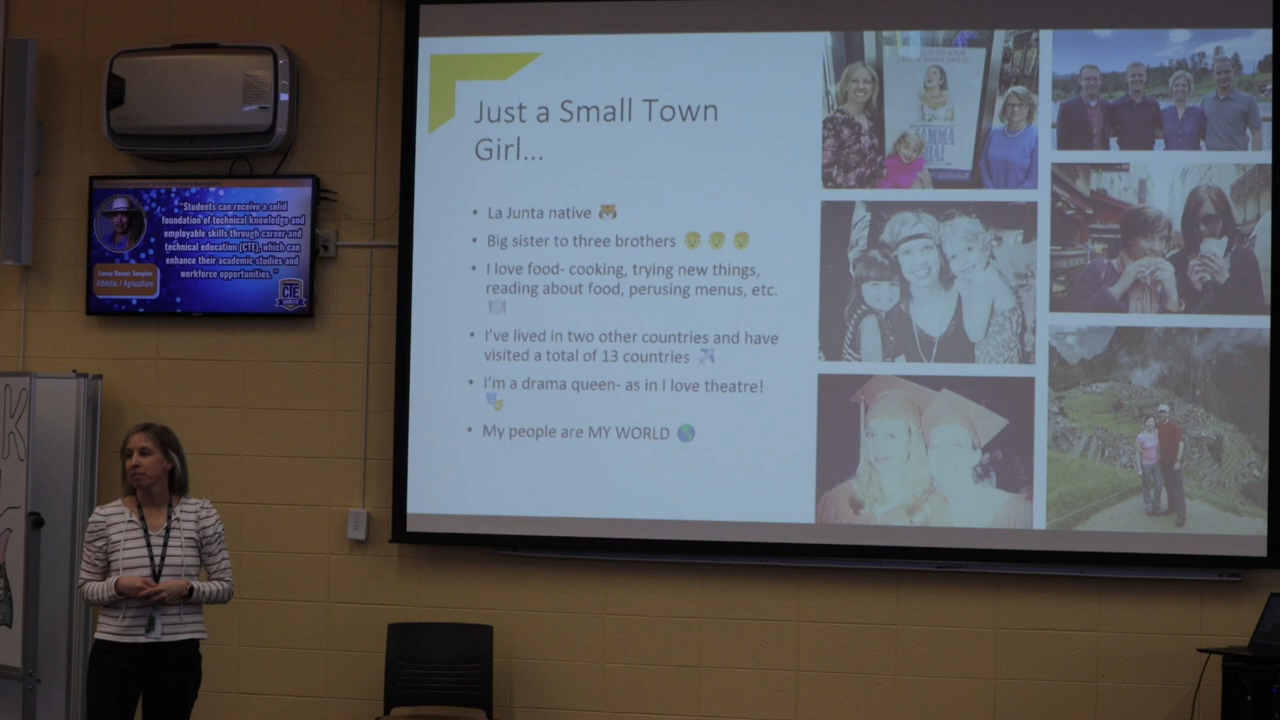 Just a Small Town
Girl...
• La Junta native
• Big sister to three brothers
• I love food- cooking, trying new things,
reading about food, perusing menus, etc.
• I've lived in two other countries and have
visited a total of 13 countries
• I'm a drama queen- as in I love theatre!
• My people are MY WORLD
"Students can receive a solid
foundation of technical knowledge and
employable skills through career and
technical education (CTE), which can
enhance their academic studies and
workforce opportunities."
Athletic / Agriculture
CTE
MONTH
K